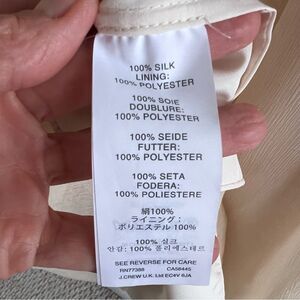 100% SILK
LINING:
100% POLYESTER
100% SOIE
DOUBLURE:
100% POLYESTER
100% SEIDE
FUTTER:
100% POLYESTER
100% SETA
FODERA:
100% POLIESTERE
絹100%
ライニング：
ポリエステル 100%
100% 실크
안감: 100% 폴리에스테르
SEE REVERSE FOR CARE
RN77388 CA58445
J.CREW U.K. Ltd EC4V 6JA